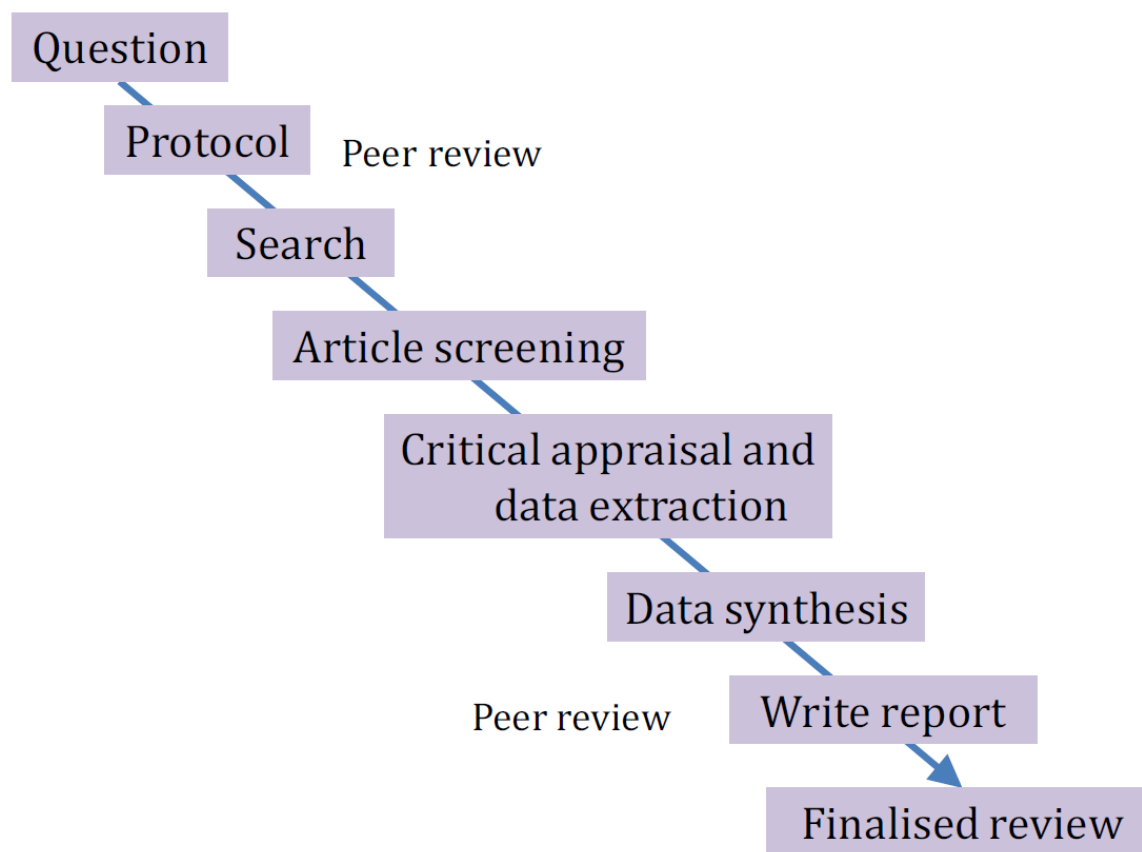 Question
Protocol
Peer review
Search
Article screening
Critical appraisal and
data extraction
Data synthesis
Peer review
Write report
Finalised review